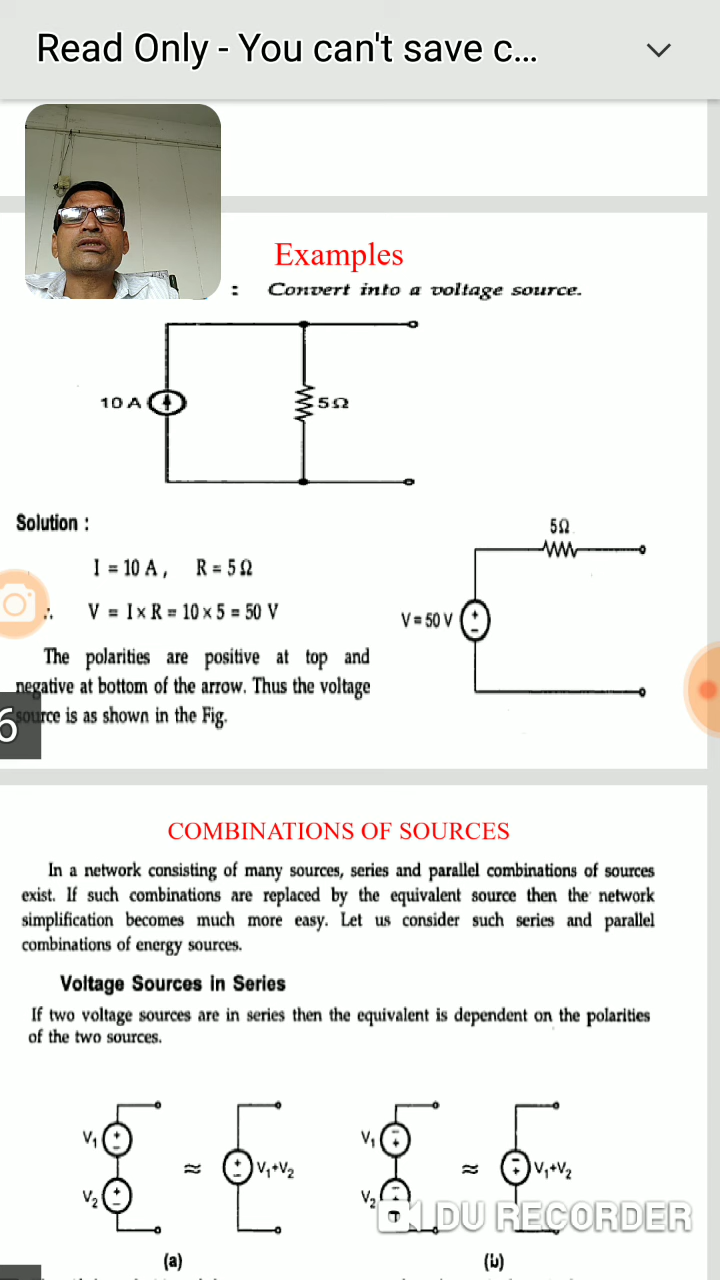 Read Only - You can't save c...
Examples
: Convert into a voltage source.
10 A
5Ω
Solution :
I = 10 A , R = 5 Ω
∴ V = I × R = 10 × 5 = 50 V
The polarities are positive at top and
negative at bottom of the arrow. Thus the voltage
source is as shown in the Fig.
5Ω
V = 50 V
6
COMBINATIONS OF SOURCES
In a network consisting of many sources, series and parallel combinations of sources
exist. If such combinations are replaced by the equivalent source then the network
simplification becomes much more easy. Let us consider such series and parallel
combinations of energy sources.
Voltage Sources in Series
If two voltage sources are in series then the equivalent is dependent on the polarities
of the two sources.
V₁
V₂
≈
V₁+V₂
V₁
V₂
≈
V₁+V₂
DU RECORDER
(a)
(b)